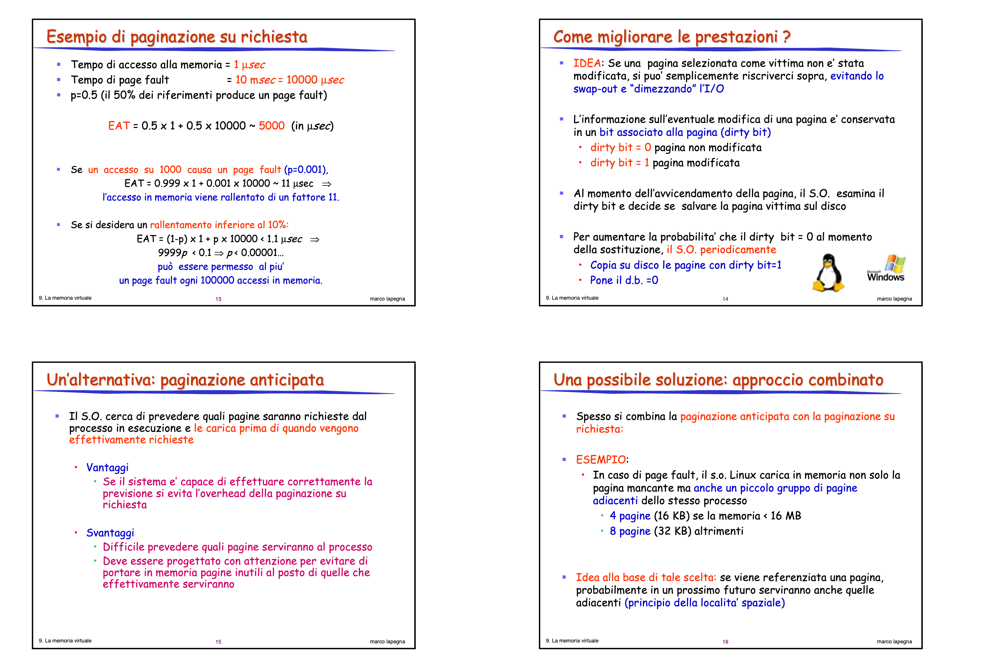 Esempio di paginazione su richiesta
Tempo di accesso alla memoria = 1 μsec
Tempo di page fault = 10 msec = 10000 μsec
p=0.5 (il 50% dei riferimenti produce un page fault)
EAT = 0.5 x 1 + 0.5 x 10000 ~ 5000 (in μsec)
Se un accesso su 1000 causa un page fault (p=0.001),
EAT = 0.999 x 1 + 0.001 x 10000 ~ 11 μsec ⇒
l'accesso in memoria viene rallentato di un fattore 11.
Se si desidera un rallentamento inferiore al 10%:
EAT = (1-p) x 1 + p x 10000 < 1.1 μsec ⇒
9999p < 0.1 ⇒ p < 0.00001...
può essere permesso al piu'
un page fault ogni 100000 accessi in memoria.
9. La memoria virtuale
13
marco lapegna
Come migliorare le prestazioni ?
IDEA: Se una pagina selezionata come vittima non e' stata
modificata, si puo' semplicemente riscriverci sopra, evitando lo
swap-out e "dimezzando" l'I/O
L'informazione sull'eventuale modifica di una pagina e' conservata
in un bit associato alla pagina (dirty bit)
dirty bit = 0 pagina non modificata
dirty bit = 1 pagina modificata
Al momento dell'avvicendamento della pagina, il S.O. esamina il
dirty bit e decide se salvare la pagina vittima sul disco
Per aumentare la probabilita' che il dirty bit = 0 al momento
della sostituzione, il S.O. periodicamente
Copia su disco le pagine con dirty bit=1
Pone il d.b. =0
Microsoft
Windows
9. La memoria virtuale
14
marco lapegna
Un'alternativa: paginazione anticipata
Il S.O. cerca di prevedere quali pagine saranno richieste dal
processo in esecuzione e le carica prima di quando vengono
effettivamente richieste
Vantaggi
Se il sistema e' capace di effettuare correttamente la
previsione si evita l'overhead della paginazione su
richiesta
Svantaggi
Difficile prevedere quali pagine serviranno al processo
Deve essere progettato con attenzione per evitare di
portare in memoria pagine inutili al posto di quelle che
effettivamente serviranno
9. La memoria virtuale
15
marco lapegna
Una possibile soluzione: approccio combinato
Spesso si combina la paginazione anticipata con la paginazione su
richiesta:
ESEMPIO:
In caso di page fault, il s.o. Linux carica in memoria non solo la
pagina mancante ma anche un piccolo gruppo di pagine
adiacenti dello stesso processo
4 pagine (16 KB) se la memoria < 16 MB
8 pagine (32 KB) altrimenti
Idea alla base di tale scelta: se viene referenziata una pagina,
probabilmente in un prossimo futuro serviranno anche quelle
adiacenti (principio della localita' spaziale)
9. La memoria virtuale
16
marco lapegna